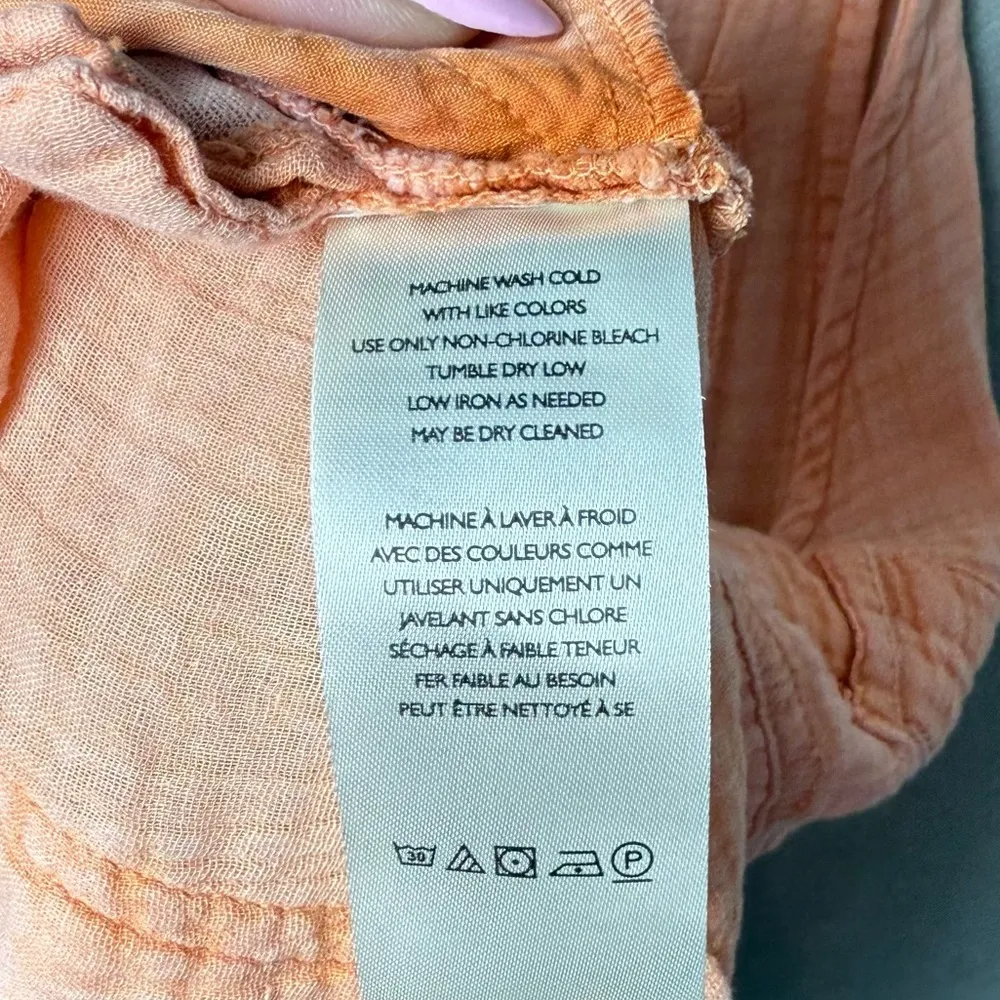 MACHINE WASH COLD
WITH LIKE COLORS
USE ONLY NON-CHLORINE BLEACH
TUMBLE DRY LOW
LOW IRON AS NEEDED
MAY BE DRY CLEANED
MACHINE À LAVER À FROID
AVEC DES COULEURS COMME
UTILISER UNIQUEMENT UN
JAVELANT SANS CHLORE
SÉCHAGE À FAIBLE TENEUR
FER FAIBLE AU BESOIN
PEUT ÊTRE NETTOYÉ À SE
30 P